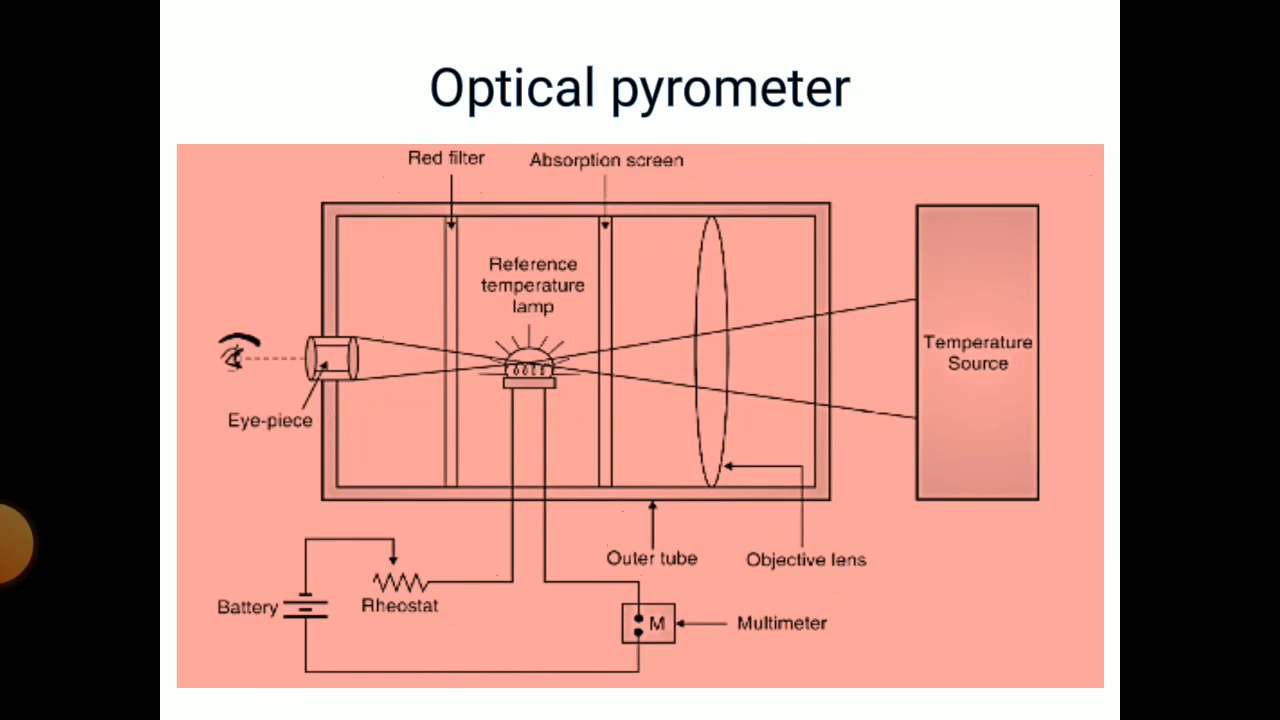 Optical pyrometer
Red filter
Absorption screen
Reference
temperature
lamp
Temperature
Source
Eye-piece
Outer tube
Objective lens
Battery
Rheostat
M
Multimeter